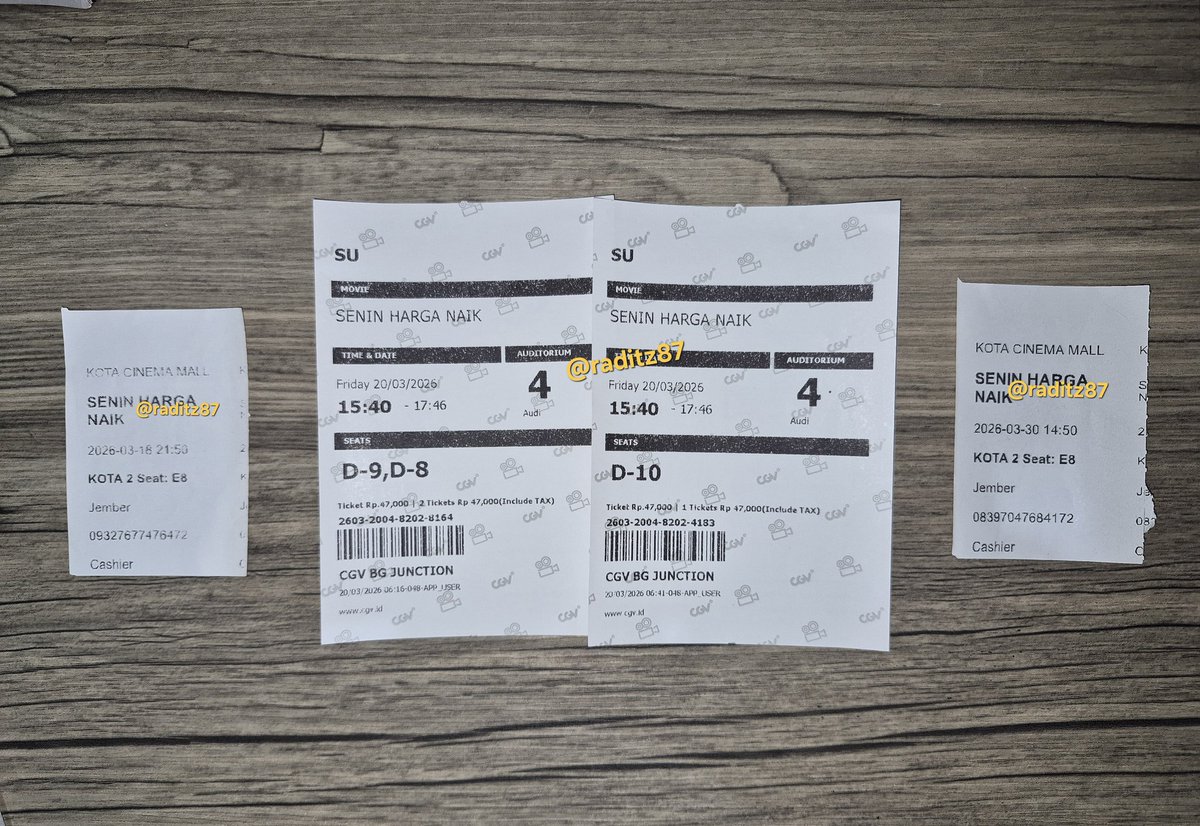 KOTA CINEMA MALL
SENIN HARGA
NAIK
@raditz87
2026-03-18 21:50
KOTA 2 Seat: E8
Jember
09327677476472
Cashier
SU
MOVIE
SENIN HARGA NAIK
TIME & DATE
AUDITORIUM
Friday 20/03/2026
4
15:40 - 17:46
Audi
SEATS
D-9,D-8
Ticket Rp.47,000 | 2 Tickets Rp 47,000(Include TAX)
2603-2004-8202-8164
CGV BG JUNCTION
20/03/2026 06:16-048-APP_USER
www.cgv.id
@raditz87
SU
MOVIE
SENIN HARGA NAIK
AUDITORIUM
Friday 20/03/2026
4
15:40 - 17:46
Audi
SEATS
D-10
Ticket Rp.47,000 | 1 Tickets Rp 47,000(Include TAX)
2603-2004-8202-4183
CGV BG JUNCTION
20/03/2026 06:41-048-APP_USER
www.cgv.id
CGV
KOTA CINEMA MALL
SENIN HARGA
NAIK
@raditz87
2026-03-30 14:50
KOTA 2 Seat: E8
Jember
08397047684172
Cashier